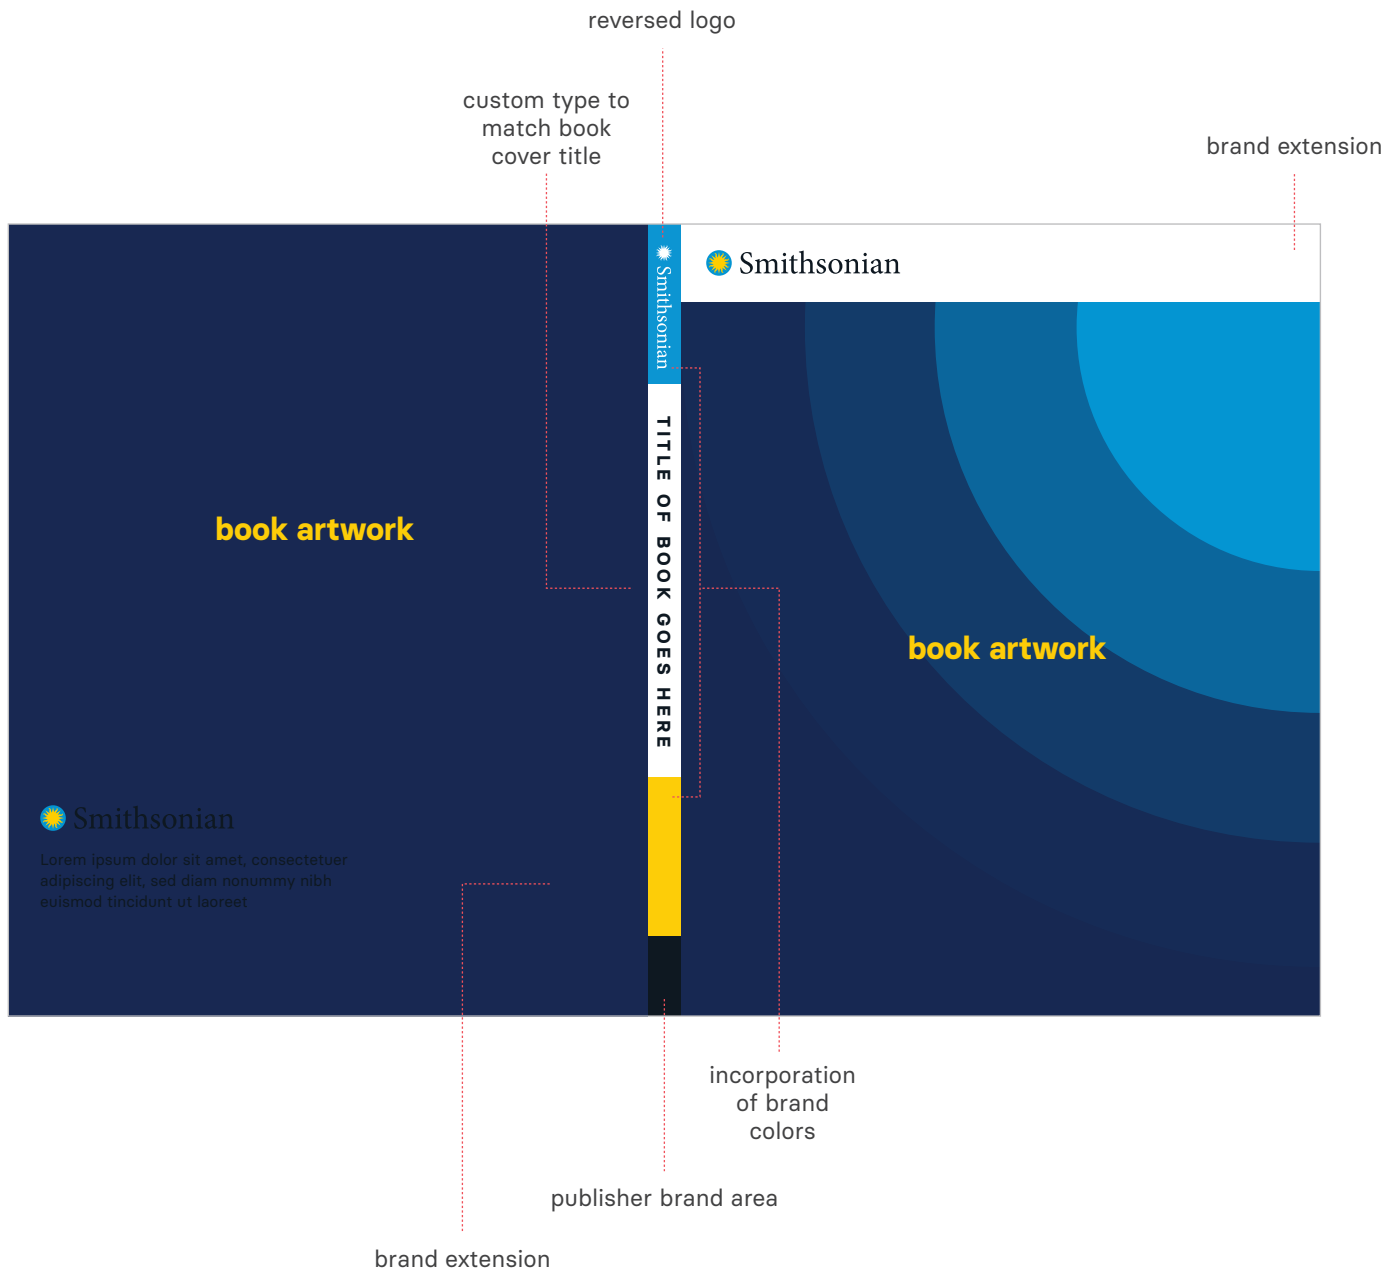 reversed logo
custom type to
match book
cover title
brand extension
Smithsonian
Smithsonian
TITLE OF BOOK GOES HERE
book artwork
book artwork
Smithsonian
Lorem ipsum dolor sit amet, consectetuer
adipiscing elit, sed diam nonummy nibh
euismod tincidunt ut laoreet
incorporation
of brand
colors
publisher brand area
brand extension